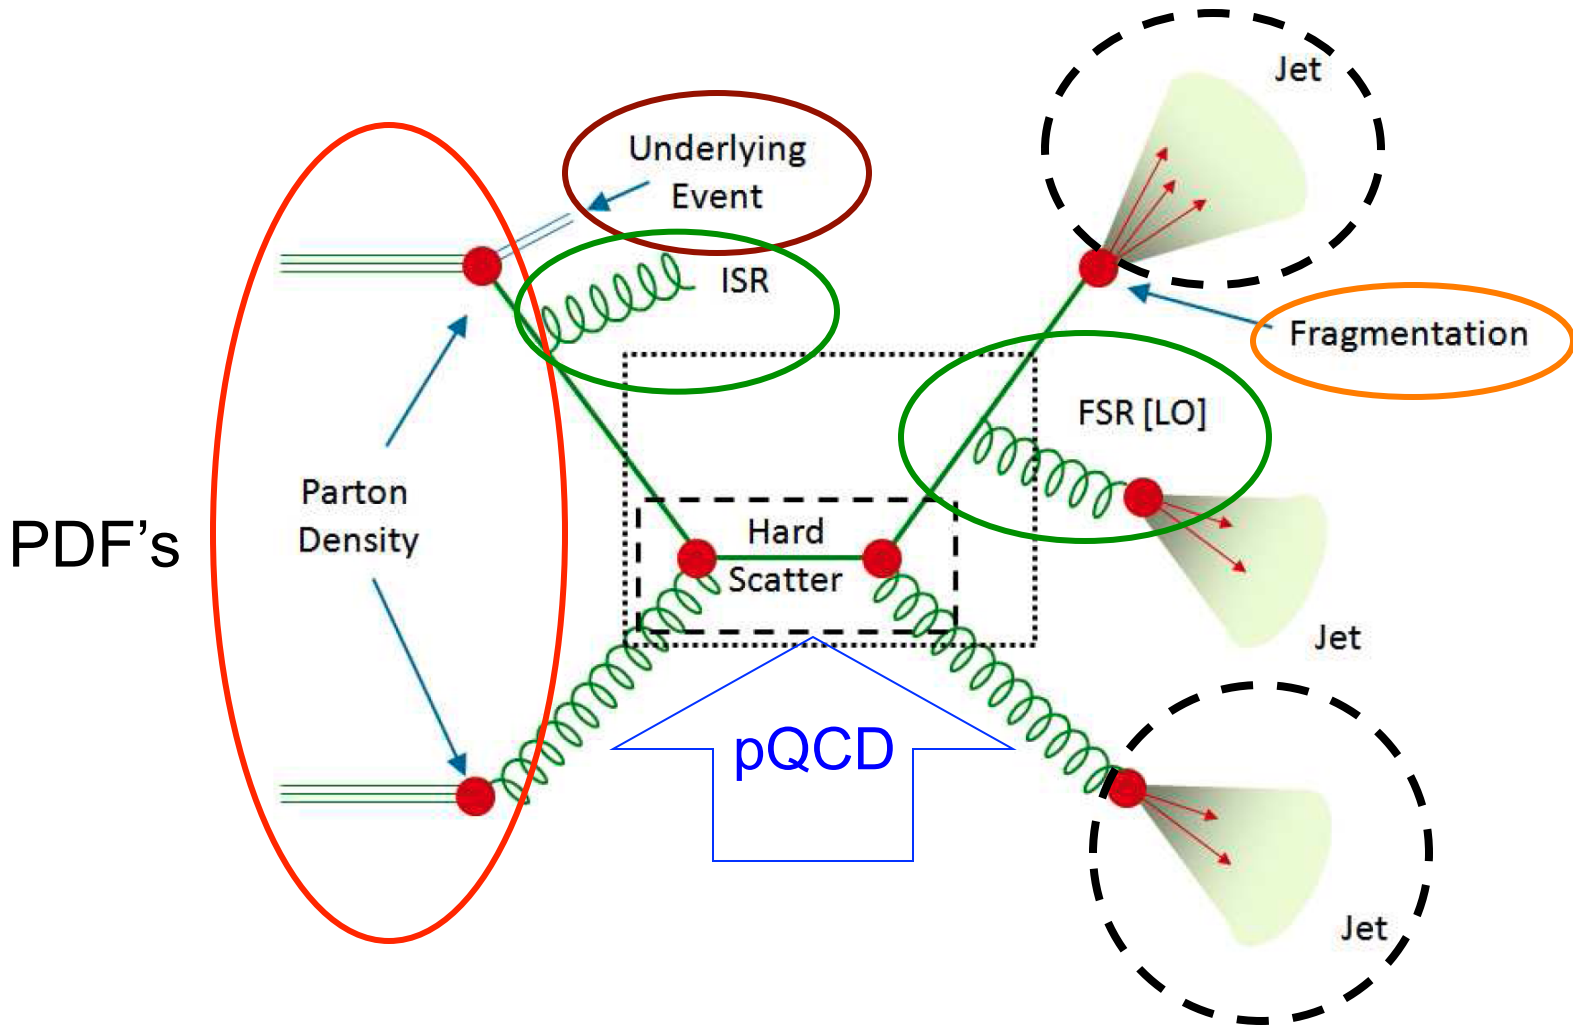 Jet
Underlying
Event
ISR
Fragmentation
FSR [LO]
Parton
Density
PDF's
Hard
Scatter
Jet
pQCD
Jet